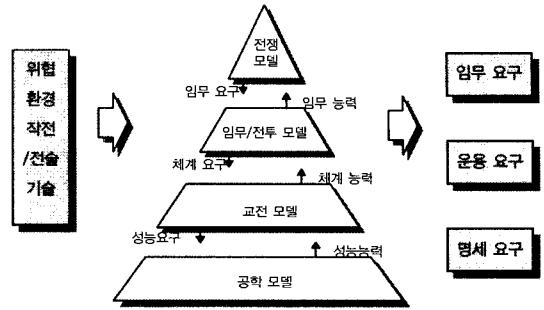 위협
환경
작전
/전술
기술
전쟁
모델
임무 요구
임무 능력
임무/전투 모델
체계 요구
체계 능력
교전 모델
성능요구
성능능력
공학 모델
임무 요구
운용 요구
명세 요구